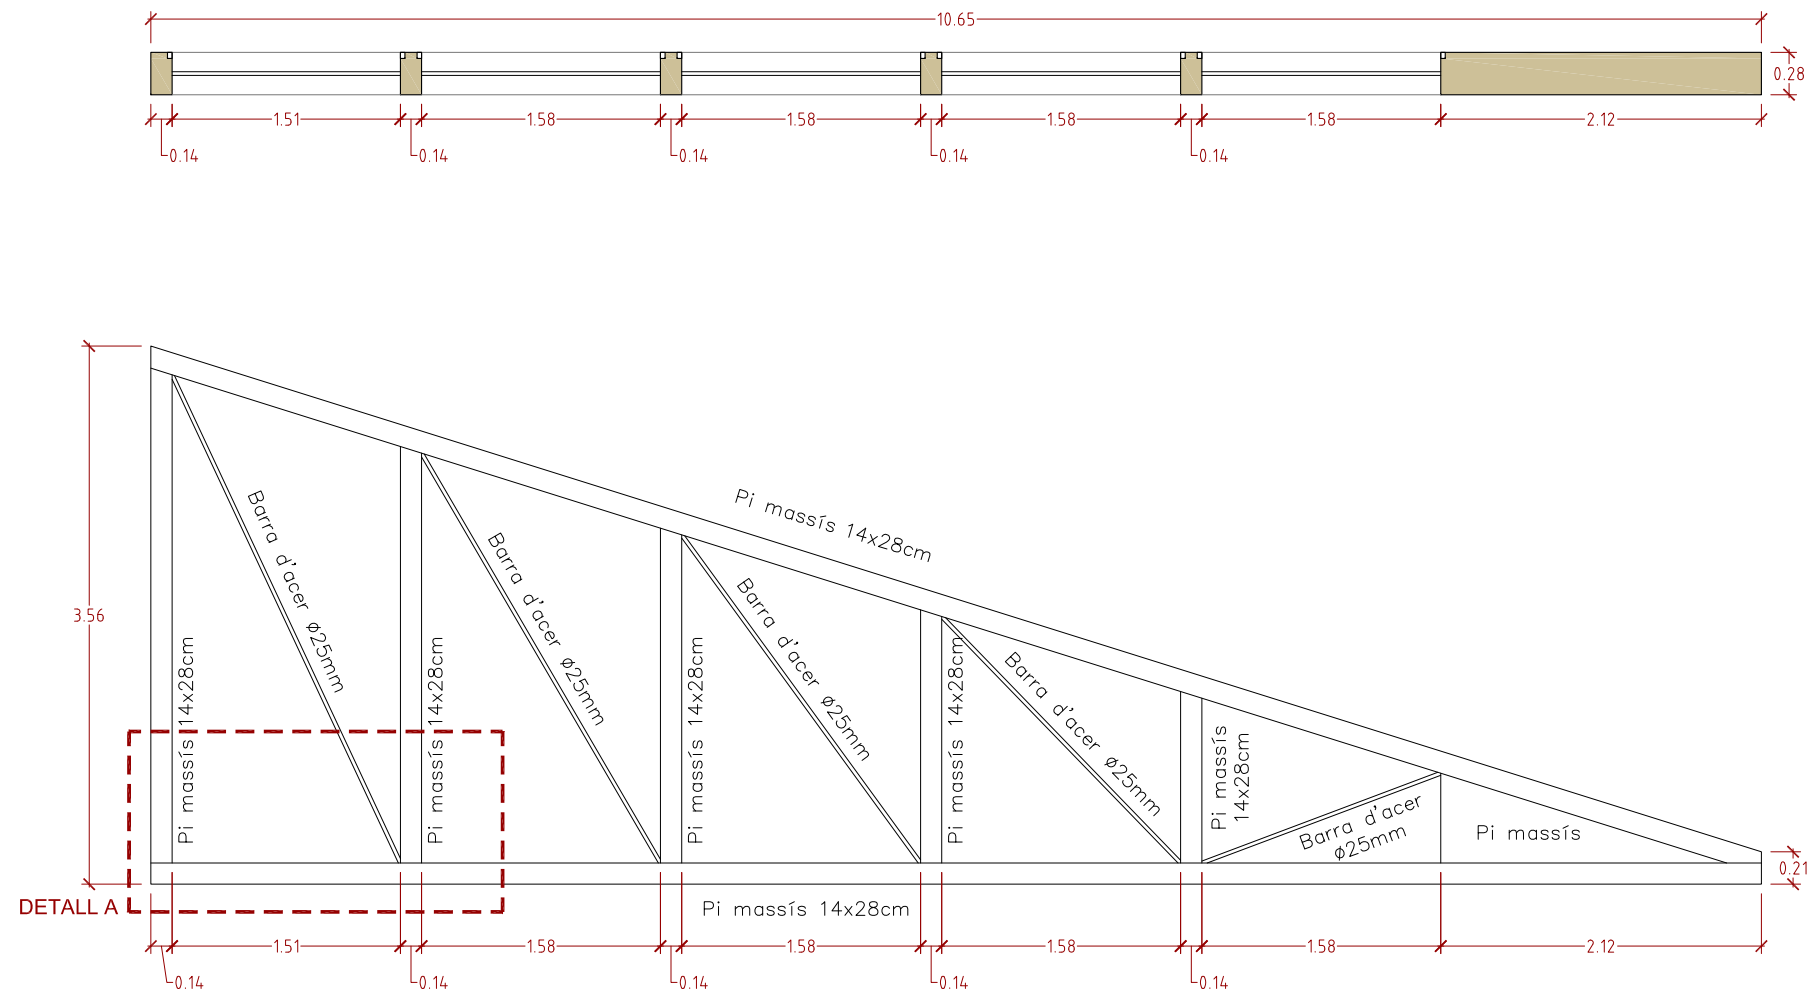 10.65
0.28
1.51
1.58
1.58
1.58
1.58
2.12
0.14
0.14
0.14
0.14
0.14
3.56
Pi massís 14x28cm
Barra d'acer ø25mm
Barra d'acer ø25mm
Barra d'acer ø25mm
Barra d'acer ø25mm
Barra d'acer
ø25mm
Pi massís 14x28cm
Pi massís 14x28cm
Pi massís 14x28cm
Pi massís 14x28cm
Pi massís
14x28cm
Pi massís
0.21
DETALL A
Pi massís 14x28cm
1.51
1.58
1.58
1.58
1.58
2.12
0.14
0.14
0.14
0.14
0.14